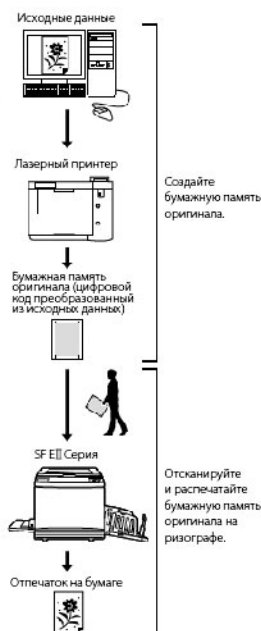 Исходные данные
Лазерный принтер
Создайте
бумажную память
оригинала.
Бумажная память
оригинала (цифровой
код преобразованный
из исходных данных)
SF EII Серия
Отсканируйте
и распечатайте
бумажную память
оригинала на
ризографе.
Отпечаток на бумаге